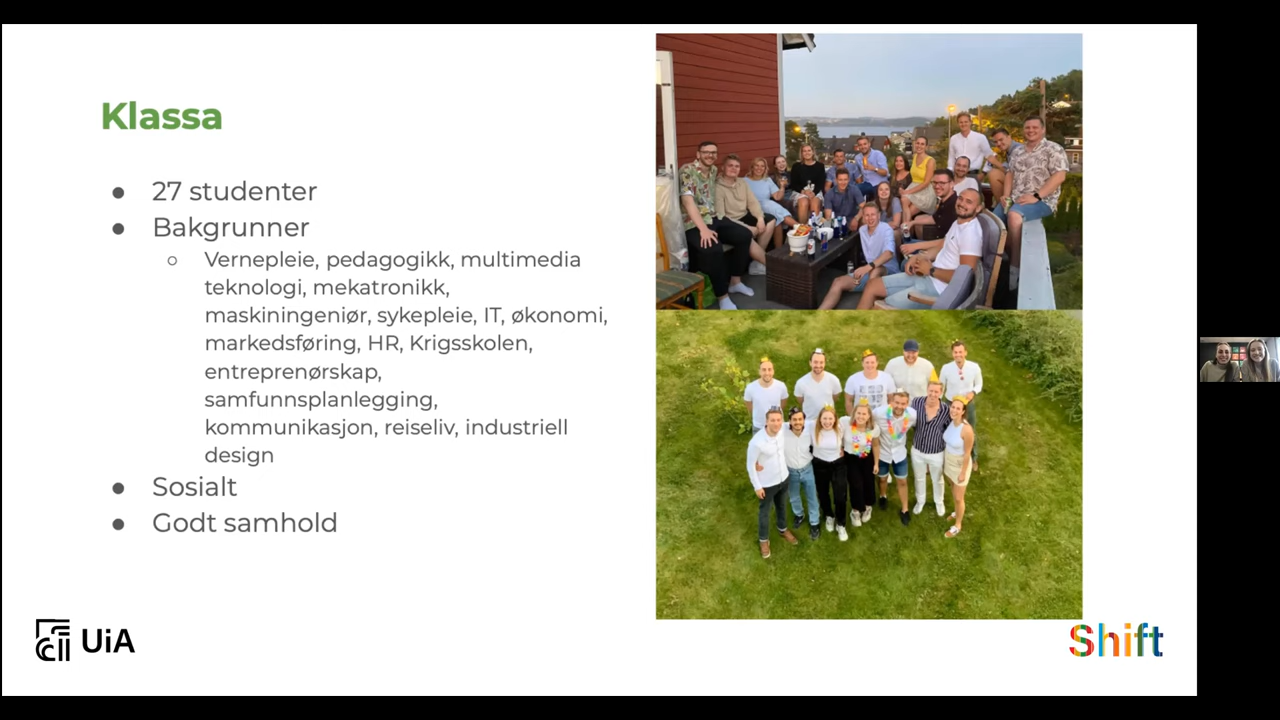 Klassa
● 27 studenter
● Bakgrunner
○ Vernepleie, pedagogikk, multimedia
teknologi, mekatronikk,
maskiningeniør, sykepleie, IT, økonomi,
markedsføring, HR, Krigsskolen,
entreprenørskap,
samfunnsplanlegging,
kommunikasjon, reiseliv, industriell
design
● Sosialt
● Godt samhold
UiA
Shift